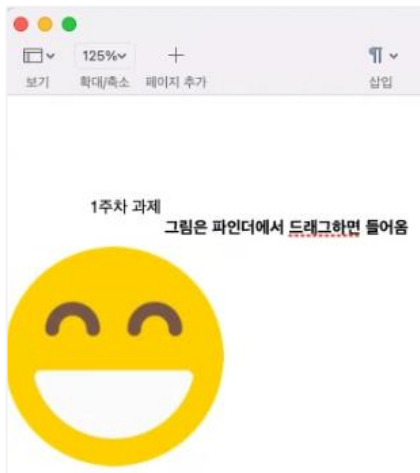 125%
보기
확대/축소
페이지 추가
삽입
1주차 과제
그림은 파인더에서 드래그하면 들어옴